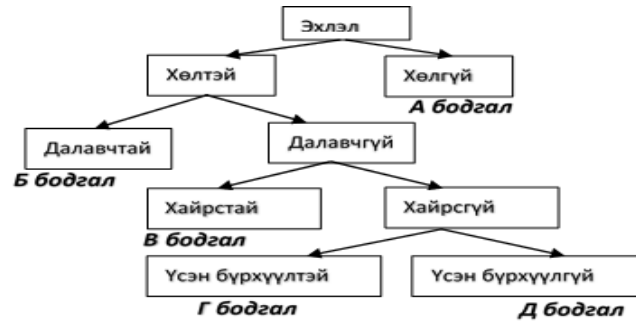 Эхлэл
Хөлтэй
Хөлгүй
А бодгал
Далавчтай
Далавчгүй
Б бодгал
Хайрстай
Хайрсгүй
В бодгал
Үсэн бүрхүүлтэй
Үсэн бүрхүүлгүй
Г бодгал
Д бодгал